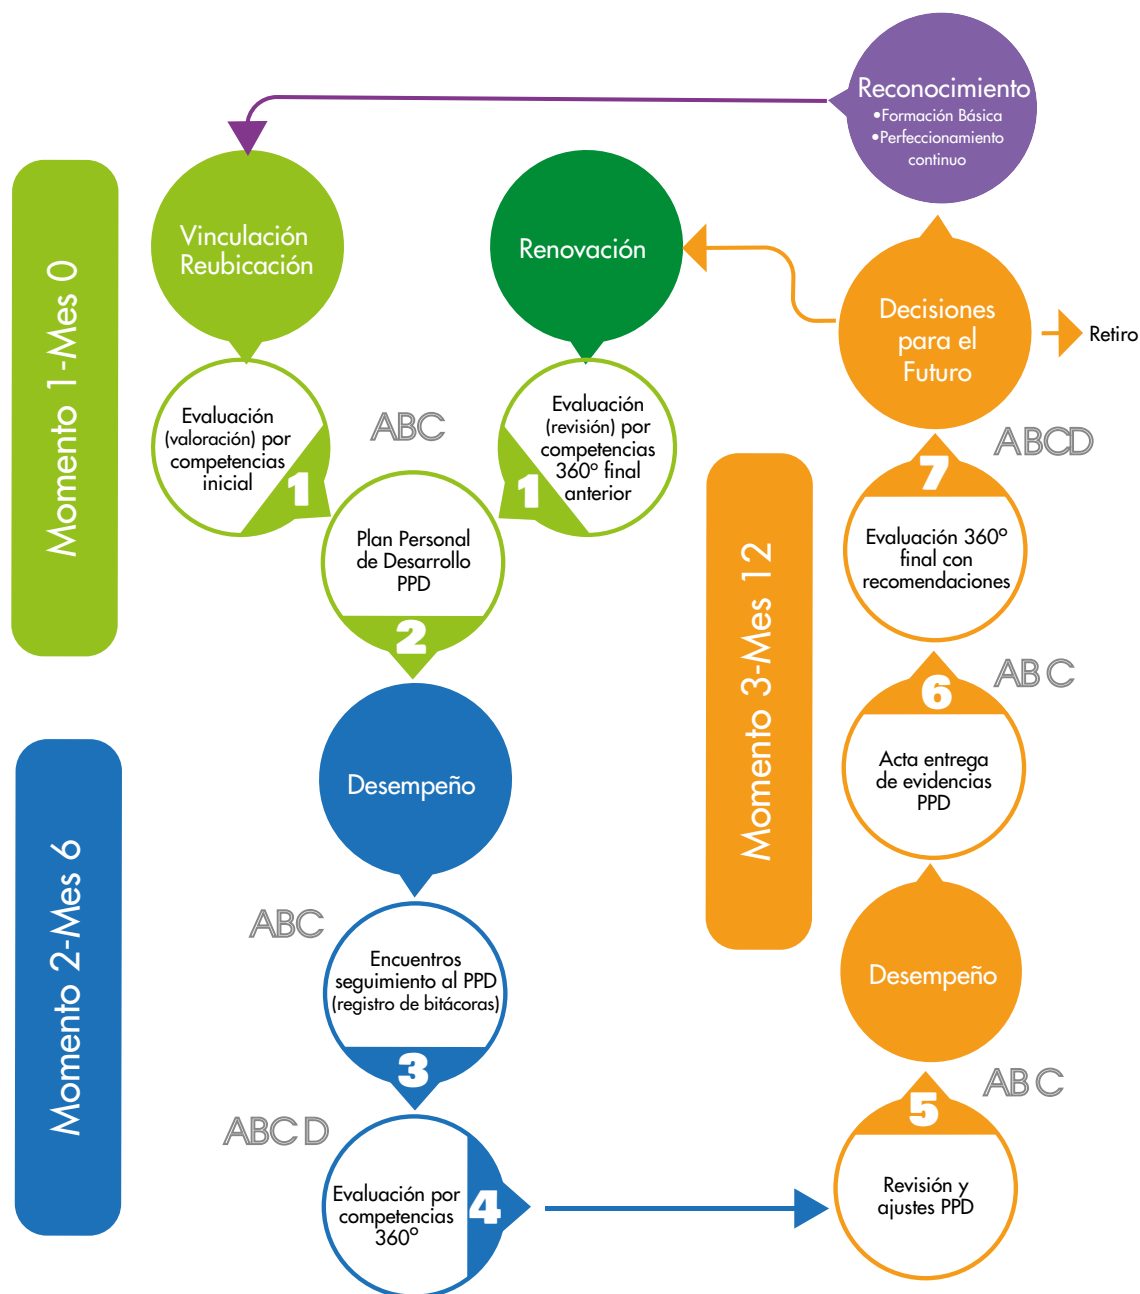 Reconocimiento
•Formación Básica
•Perfeccionamiento
continuo
Momento 1-Mes 0
Vinculación
Reubicación
Renovación
Decisiones
para el
Futuro
Retiro
Evaluación
(valoración) por
competencias
inicial
1
ABC
Evaluación
(revisión) por
competencias
360º final
anterior
1
Plan Personal
de Desarrollo
PPD
2
Momento 2-Mes 6
Desempeño
ABC
Encuentros
seguimiento al PPD
(registro de bitácoras)
3
ABC D
Evaluación por
competencias
360º
4
Momento 3-Mes 12
ABCD
7
Evaluación 360º
final con
recomendaciones
AB C
6
Acta entrega
de evidencias
PPD
Desempeño
AB C
5
Revisión y
ajustes PPD